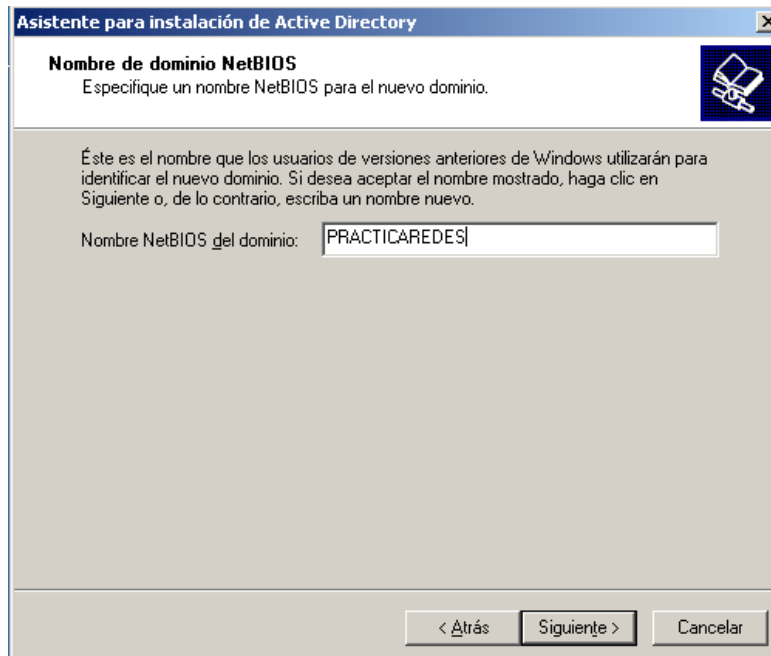 Asistente para instalación de Active Directory
Nombre de dominio NetBIOS
Especifique un nombre NetBIOS para el nuevo dominio.
Éste es el nombre que los usuarios de versiones anteriores de Windows utilizarán para
identificar el nuevo dominio. Si desea aceptar el nombre mostrado, haga clic en
Siguiente o, de lo contrario, escriba un nombre nuevo.
Nombre NetBIOS del dominio: PRACTICAREDES
< Atrás Siguiente > Cancelar